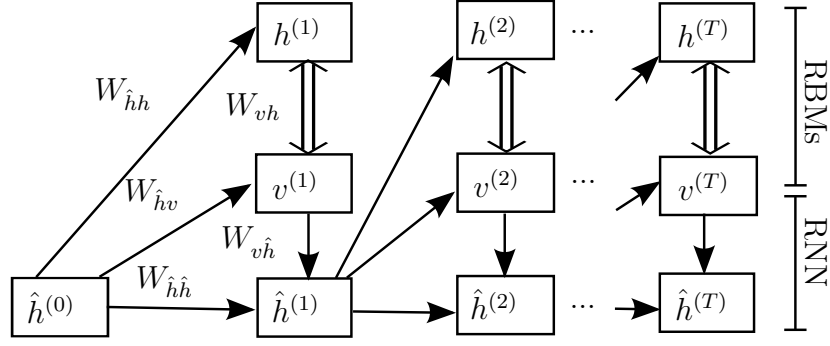 h^(1) h^(2) ... h^(T)
W_ĥh
W_vh
RBMs
W_ĥv
v^(1) v^(2) ... v^(T)
W_vĥ
W_ĥĥ
RNN
ĥ^(0) ĥ^(1) ĥ^(2) ... ĥ^(T)